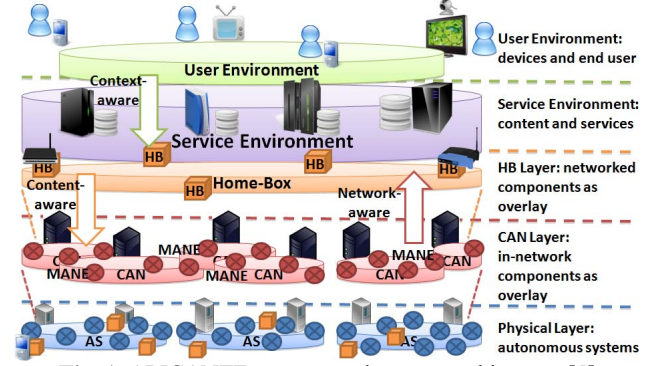 User Environment:
devices and end user
User Environment
Context-
aware
Service Environment:
content and services
Service Environment
HB
HB
HB
HB
HB
Home-Box
HB Layer: networked
components as
overlay
Content-
aware
Network-
aware
CAN Layer:
in-network
components as
overlay
MANE
MANE
CAN
MANE
CAN
MANE
CAN
CAN
Physical Layer:
autonomous systems
AS
AS
AS